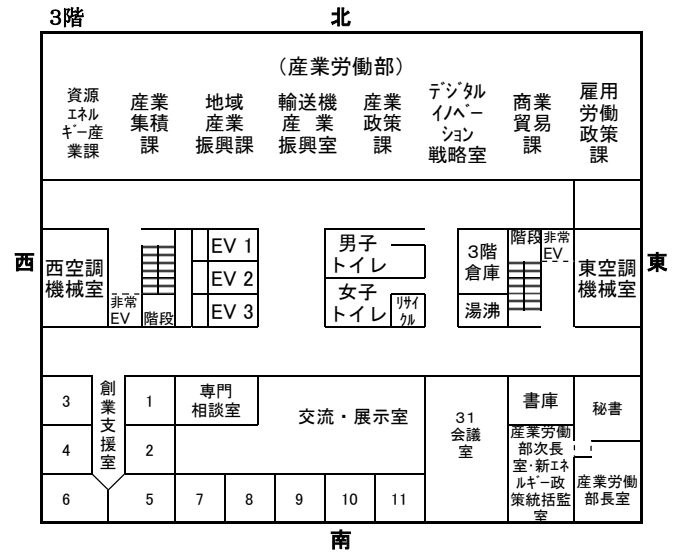 3階
北
(産業労働部)
資源
エネル
ギー産
業課
産業
集積
課
地域
産業
振興課
輸送機
産業
振興室
産業
政策
課
デジタル
イノベー
ション
戦略室
商業
貿易
課
雇用
労働
政策
課
西
西空調
機械室
非常
EV
階段
EV 1
EV 2
EV 3
男子
トイレ
女子
トイレ
リサイ
クル
3階
倉庫
湯沸
階段
非常
EV
東空調
機械室
東
3
4
6
創業支援室
1
2
5
専門
相談室
交流・展示室
7
8
9
10
11
31
会議
室
書庫
産業労働
部次長
室・新エネ
ルギー政
策統括監
室
秘書
産業労働
部長室
南